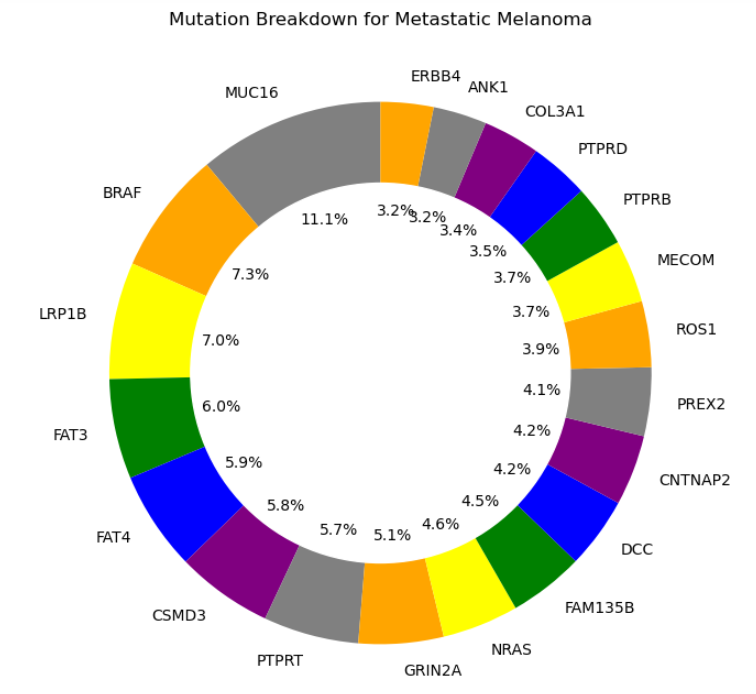 Mutation Breakdown for Metastatic Melanoma
MUC16
BRAF
LRP1B
FAT3
FAT4
CSMD3
PTPRT
GRIN2A
NRAS
FAM135B
DCC
CNTNAP2
PREX2
ROS1
MECOM
PTPRB
PTPRD
COL3A1
ANK1
ERBB4
11.1%
7.3%
7.0%
6.0%
5.9%
5.8%
5.7%
5.1%
4.6%
4.5%
4.2%
4.2%
4.1%
3.9%
3.7%
3.7%
3.5%
3.4%
3.2%
3.2%